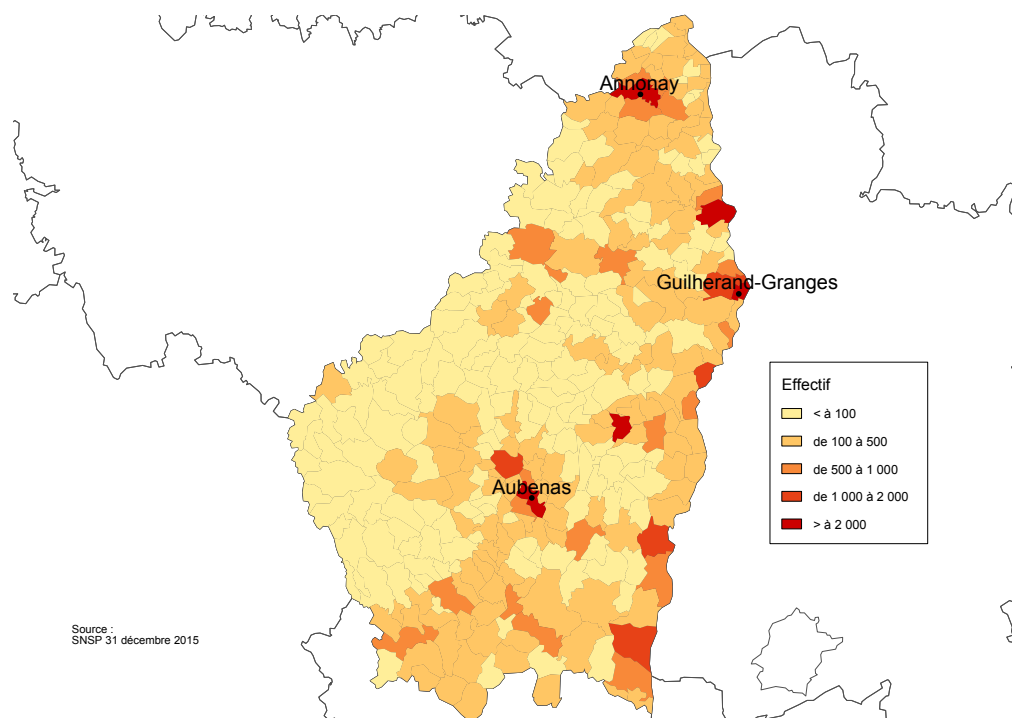 Annonay
Guilherand-Granges
Effectif
< à 100
de 100 à 500
de 500 à 1 000
de 1 000 à 2 000
> à 2 000
Aubenas
Source :
SNSP 31 décembre 2015